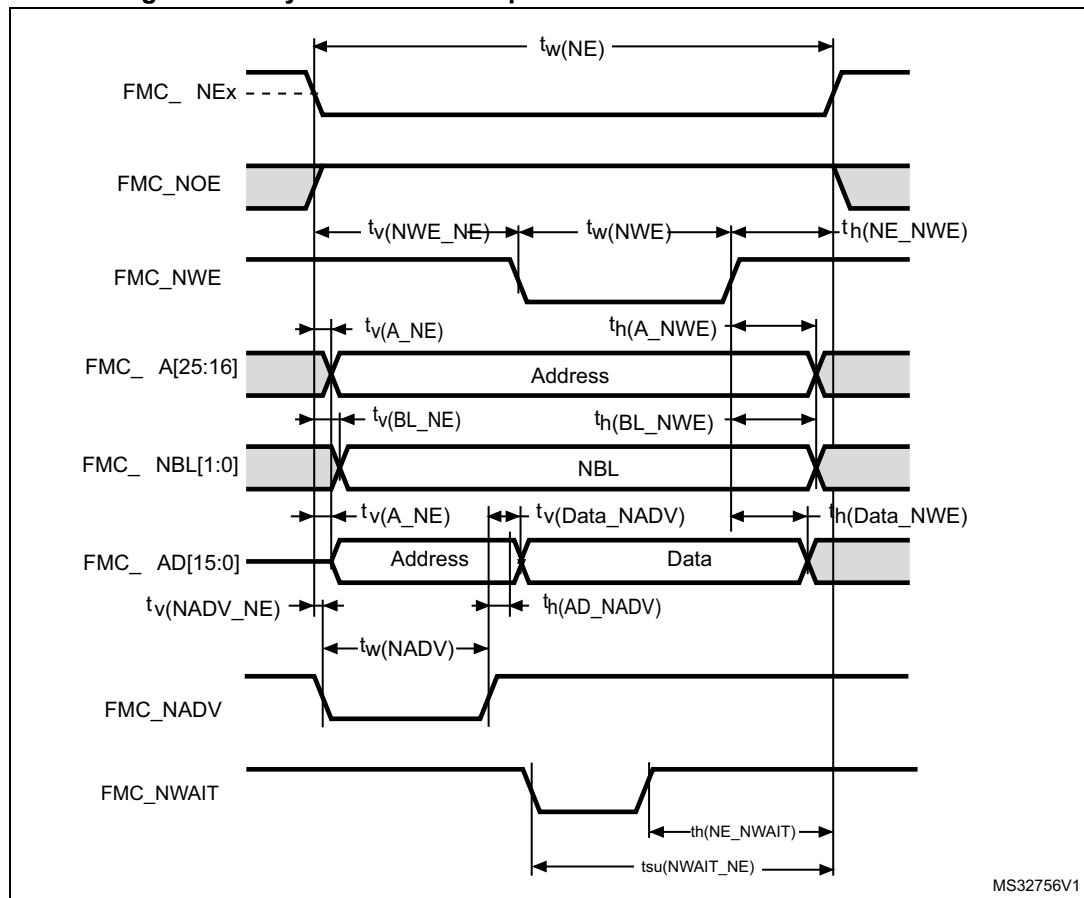 tw(NE)
FMC_ NEx
FMC_NOE
tv(NWE_NE)
tw(NWE)
th(NE_NWE)
FMC_NWE
tv(A_NE)
th(A_NWE)
FMC_ A[25:16]
Address
tv(BL_NE)
th(BL_NWE)
FMC_ NBL[1:0]
NBL
tv(A_NE)
tv(Data_NADV)
th(Data_NWE)
FMC_ AD[15:0]
Address
Data
tv(NADV_NE)
th(AD_NADV)
tw(NADV)
FMC_NADV
FMC_NWAIT
th(NE_NWAIT)
tsu(NWAIT_NE)
MS32756V1